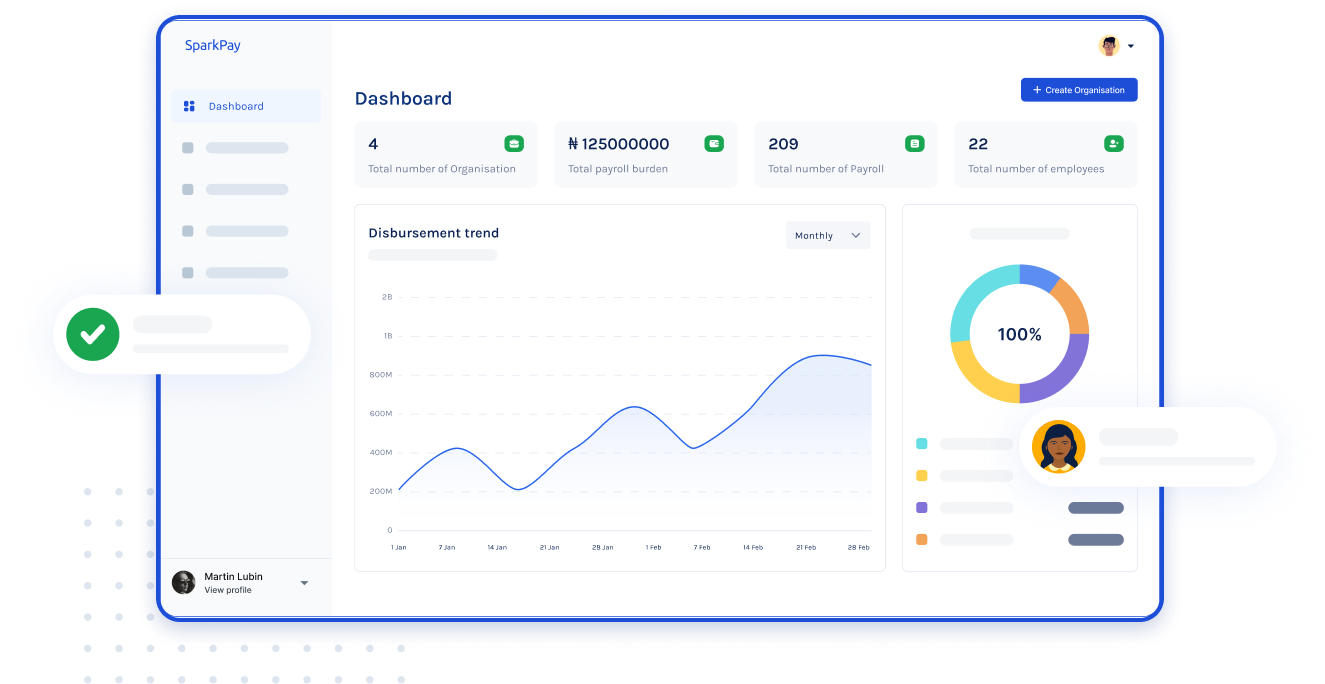 SparkPay
Dashboard
Dashboard
+ Create Organisation
4
Total number of Organisation
₦ 125000000
Total payroll burden
209
Total number of Payroll
22
Total number of employees
Disbursement trend
Monthly
2B
1B
800M
600M
400M
200M
0
1 Jan
7 Jan
14 Jan
21 Jan
29 Jan
1 Feb
7 Feb
14 Feb
21 Feb
28 Feb
100%
Martin Lubin
View profile